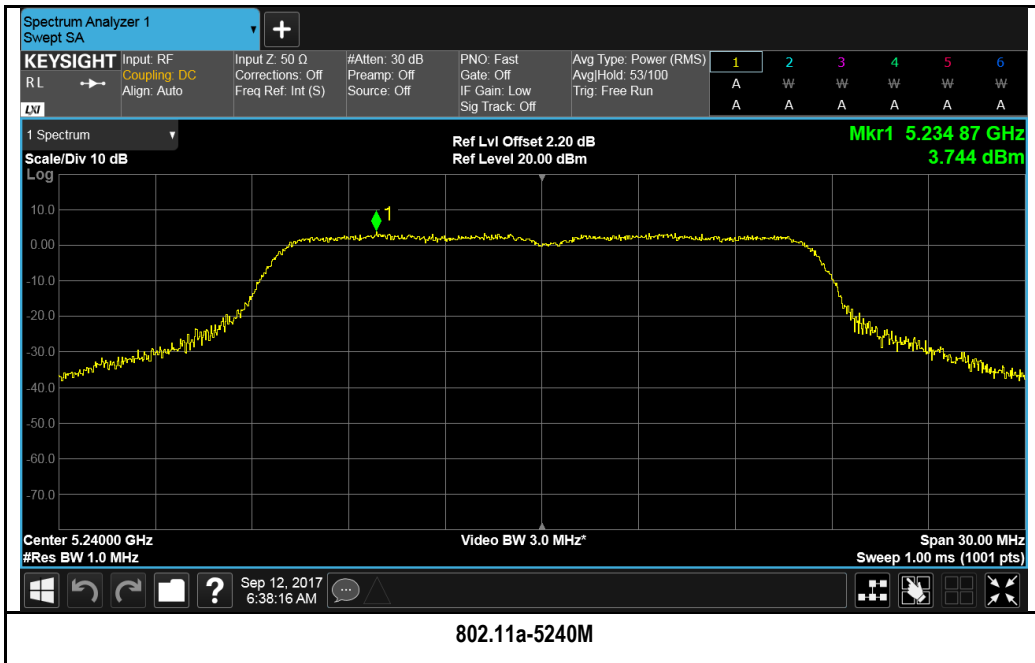 Spectrum Analyzer 1
Swept SA
KEYSIGHT
RL
LXI
Input: RF
Coupling: DC
Align: Auto
Input Z: 50 Ω
Corrections: Off
Freq Ref: Int (S)
#Atten: 30 dB
Preamp: Off
Source: Off
PNO: Fast
Gate: Off
IF Gain: Low
Sig Track: Off
Avg Type: Power (RMS)
Avg|Hold: 53/100
Trig: Free Run
1 2 3 4 5 6
A W W W W W
A A A A A A
1 Spectrum
Scale/Div 10 dB
Ref Lvl Offset 2.20 dB
Ref Level 20.00 dBm
Mkr1 5.234 87 GHz
3.744 dBm
Log
10.0
1
0.00
-10.0
-20.0
-30.0
-40.0
-50.0
-60.0
-70.0
Center 5.24000 GHz
#Res BW 1.0 MHz
Video BW 3.0 MHz*
Span 30.00 MHz
Sweep 1.00 ms (1001 pts)
?
Sep 12, 2017
6:38:16 AM
802.11a-5240M